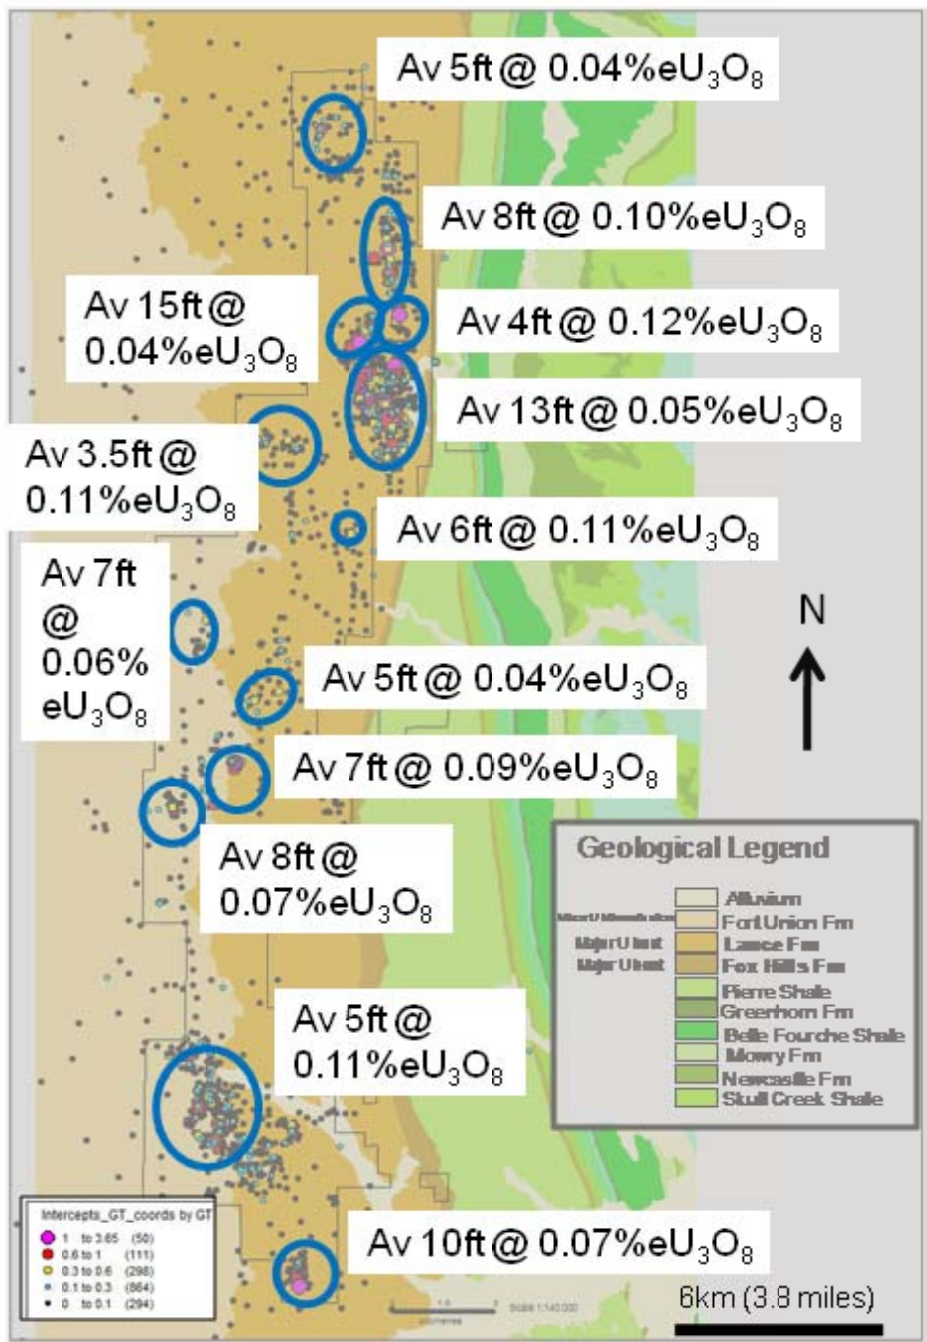 Av 5ft @ 0.04%eU₃O₈
Av 8ft @ 0.10%eU₃O₈
Av 15ft @
0.04%eU₃O₈
Av 4ft @ 0.12%eU₃O₈
Av 13ft @ 0.05%eU₃O₈
Av 3.5ft @
0.11%eU₃O₈
Av 6ft @ 0.11%eU₃O₈
Av 7ft
@
0.06%
eU₃O₈
N
Av 5ft @ 0.04%eU₃O₈
Av 7ft @ 0.09%eU₃O₈
Av 8ft @
0.07%eU₃O₈
Geological Legend
Alluvium
Fort Union Fm
Major U host Lance Fm
Major U host Fox Hills Fm
Pierre Shale
Greenhorn Fm
Belle Fourche Shale
Mowry Fm
Newcastle Fm
Skull Creek Shale
Av 5ft @
0.11%eU₃O₈
Intercepts_GT_coords by GT
1 to 3.65 (50)
0.6 to 1 (111)
0.3 to 0.6 (298)
0.1 to 0.3 (864)
0 to 0.1 (294)
Av 10ft @ 0.07%eU₃O₈
Scale 1:140,000
kilometres
6km (3.8 miles)